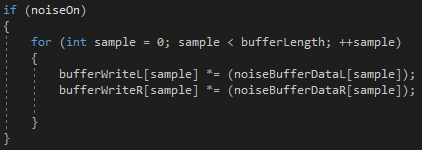 if (noiseOn)
{
for (int sample = 0; sample < bufferLength; ++sample)
{
bufferWriteL[sample] *= (noiseBufferDataL[sample]);
bufferWriteR[sample] *= (noiseBufferDataR[sample]);
}
}